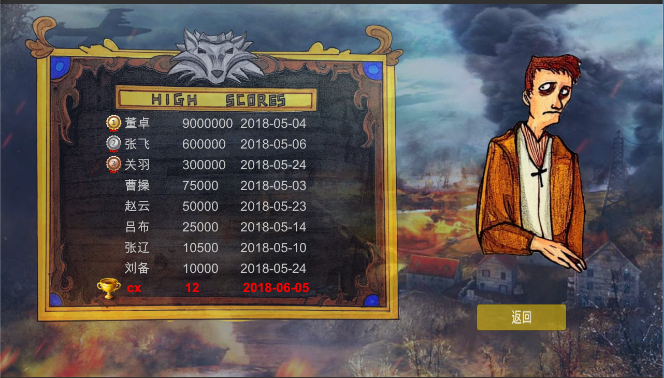 HIGH SCORES
董卓 9000000 2018-05-04
张飞 600000 2018-05-06
关羽 300000 2018-05-24
曹操 75000 2018-05-03
赵云 50000 2018-05-23
吕布 25000 2018-05-14
张辽 10500 2018-05-10
刘备 10000 2018-05-24
cx 12 2018-06-05
返回